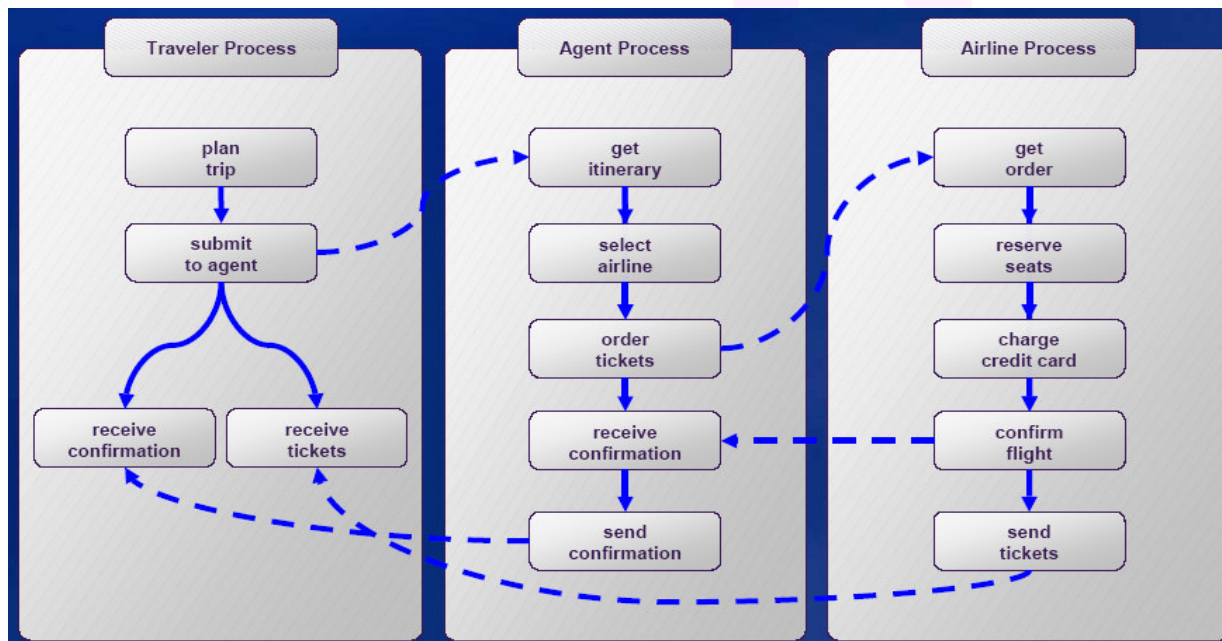 Traveler Process
plan
trip
submit
to agent
receive
confirmation
receive
tickets
Agent Process
get
itinerary
select
airline
order
tickets
receive
confirmation
send
confirmation
Airline Process
get
order
reserve
seats
charge
credit card
confirm
flight
send
tickets